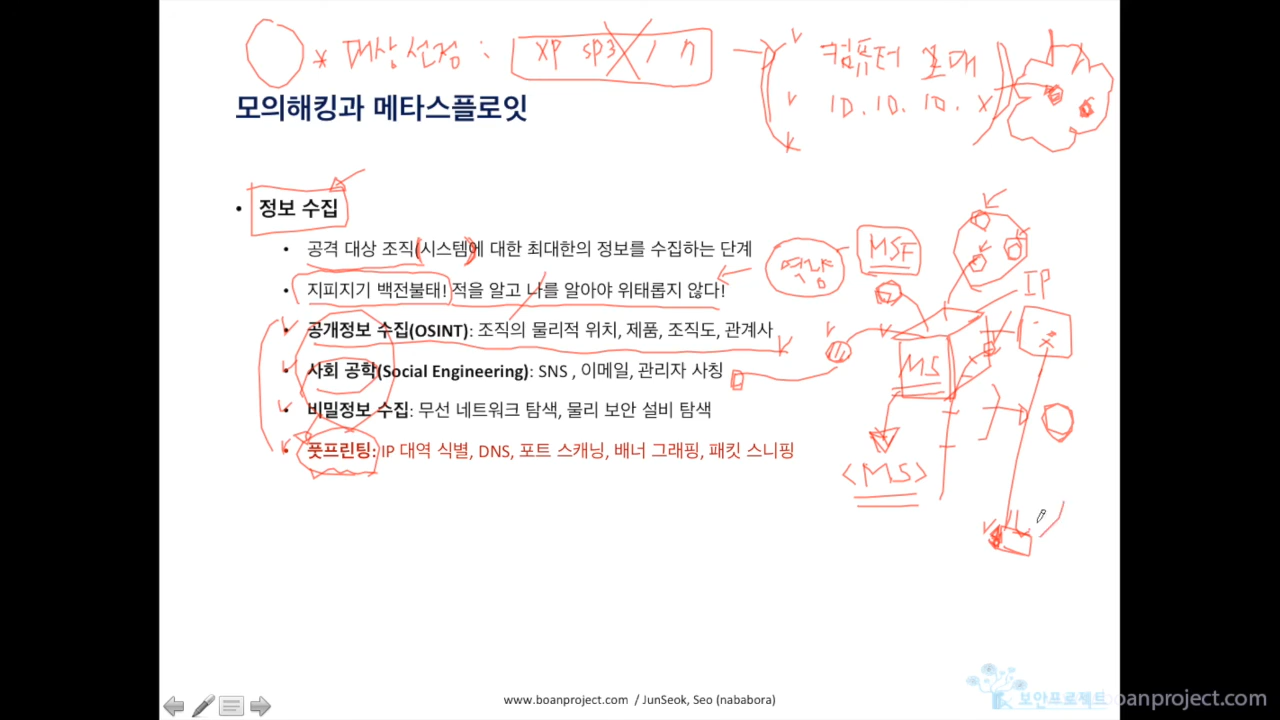 * 대상선정 : XP SP3 / 7
컴퓨터 1대
10. 10. 10. X
모의해킹과 메타스플로잇
• 정보 수집
• 공격 대상 조직(시스템)에 대한 최대한의 정보를 수집하는 단계
• 지피지기 백전불태! 적을 알고 나를 알아야 위태롭지 않다!
• 공개정보 수집(OSINT): 조직의 물리적 위치, 제품, 조직도, 관계사
• 사회 공학(Social Engineering): SNS , 이메일, 관리자 사칭
• 비밀정보 수집: 무선 네트워크 탐색, 물리 보안 설비 탐색
• 풋프린팅: IP 대역 식별, DNS, 포트 스캐닝, 배너 그래핑, 패킷 스니핑
역량
MSF
IP
MS
<MS>
www.boanproject.com / JunSeok, Seo (nababora)
보안프로젝트
boanproject.com